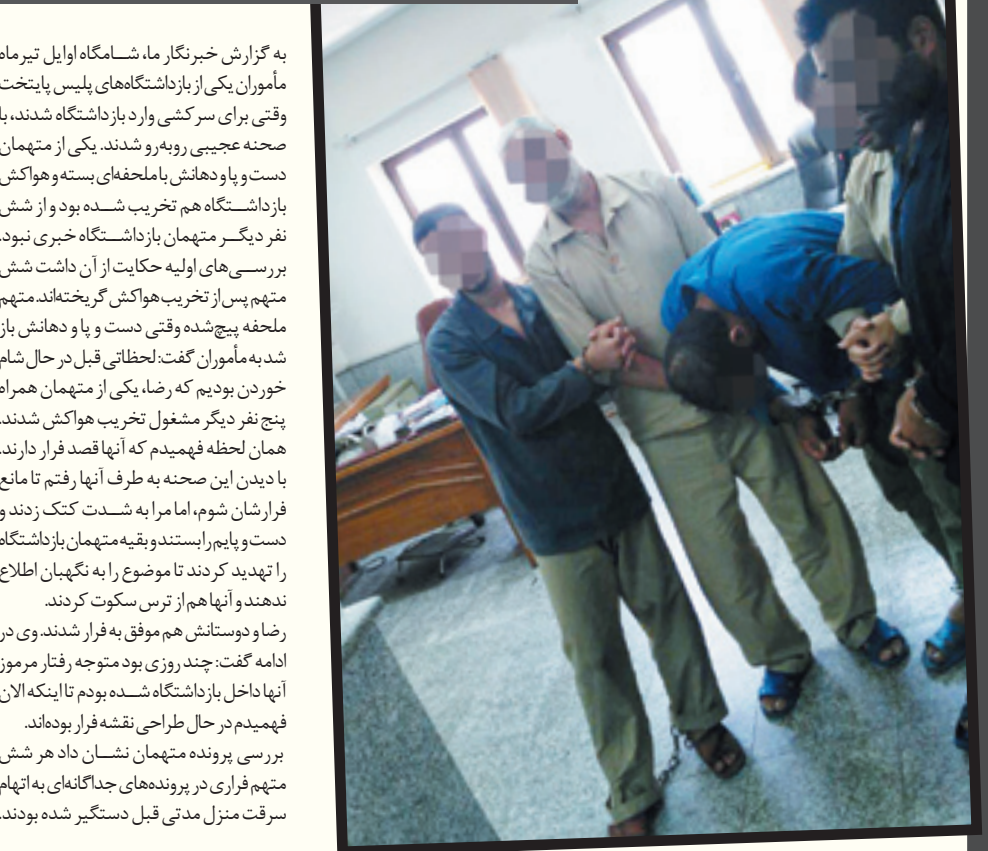 به گزارش خبرنگار ما، شــامگاه اوایل تیرماه
مأموران یکی از بازداشتگاه‌های پلیس پایتخت
وقتی برای سرکشی وارد بازداشتگاه شدند، با
صحنه عجیبی روبه‌رو شدند. یکی از متهمان
دست و پا و دهانش با ملحفه‌ای بسته و هواکش
بازداشــتگاه هم تخریب شــده بود و از شش
نفر دیگــر متهمان بازداشــتگاه خبری نبود.
بررســی‌های اولیه حکایت از آن داشت شش
متهم پس از تخریب هواکش گریخته‌اند. متهم
ملحفه پیچ‌شده وقتی دست و پا و دهانش باز
شد به مأموران گفت: لحظاتی قبل در حال شام
خوردن بودیم که رضا، یکی از متهمان همراه
پنج نفر دیگر مشغول تخریب هواکش شدند.
همان لحظه فهمیدم که آنها قصد فرار دارند.
با دیدن این صحنه به طرف آنها رفتم تا مانع
فرارشان شوم، اما مرا به شــدت کتک زدند و
دست و پایم را بستند و بقیه متهمان بازداشتگاه
را تهدید کردند تا موضوع را به نگهبان اطلاع
ندهند و آنها هم از ترس سکوت کردند.
رضا و دوستانش هم موفق به فرار شدند. وی در
ادامه گفت: چند روزی بود متوجه رفتار مرموز
آنها داخل بازداشتگاه شــده بودم تا اینکه الان
فهمیدم در حال طراحی نقشه فرار بوده‌اند.
بررسی پرونده متهمان نشــان داد هر شش
متهم فراری در پرونده‌های جداگانه‌ای به اتهام
سرقت منزل مدتی قبل دستگیر شده بودند.